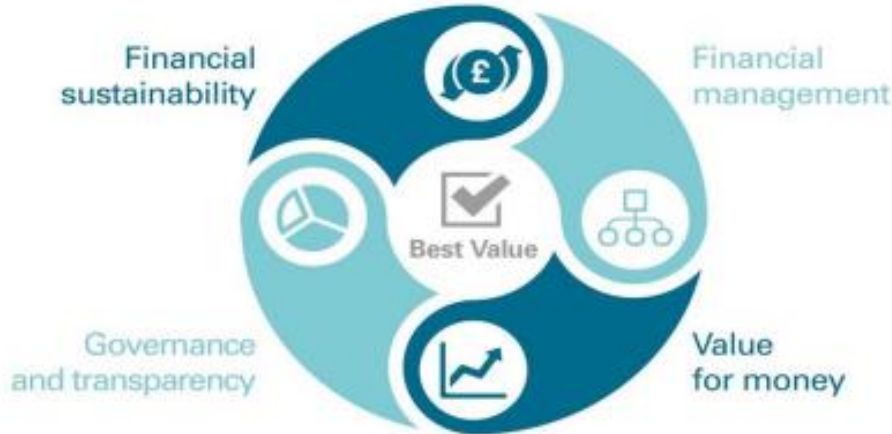 Financial
sustainability
Financial
management
£
Best Value
Governance
and transparency
Value
for money